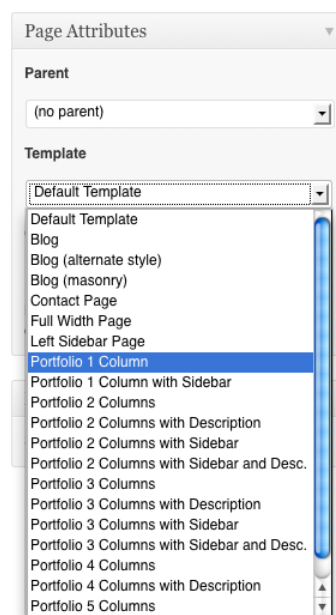 Page Attributes
Parent
(no parent)
Template
Default Template
Default Template
Blog
Blog (alternate style)
Blog (masonry)
Contact Page
Full Width Page
Left Sidebar Page
Portfolio 1 Column
Portfolio 1 Column with Sidebar
Portfolio 2 Columns
Portfolio 2 Columns with Description
Portfolio 2 Columns with Sidebar
Portfolio 2 Columns with Sidebar and Desc.
Portfolio 3 Columns
Portfolio 3 Columns with Description
Portfolio 3 Columns with Sidebar
Portfolio 3 Columns with Sidebar and Desc.
Portfolio 4 Columns
Portfolio 4 Columns with Description
Portfolio 5 Columns